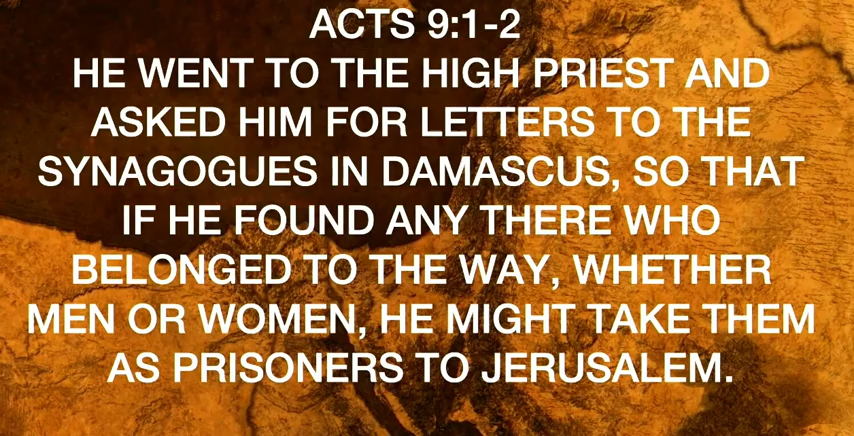 ACTS 9:1-2
HE WENT TO THE HIGH PRIEST AND
ASKED HIM FOR LETTERS TO THE
SYNAGOGUES IN DAMASCUS, SO THAT
IF HE FOUND ANY THERE WHO
BELONGED TO THE WAY, WHETHER
MEN OR WOMEN, HE MIGHT TAKE THEM
AS PRISONERS TO JERUSALEM.